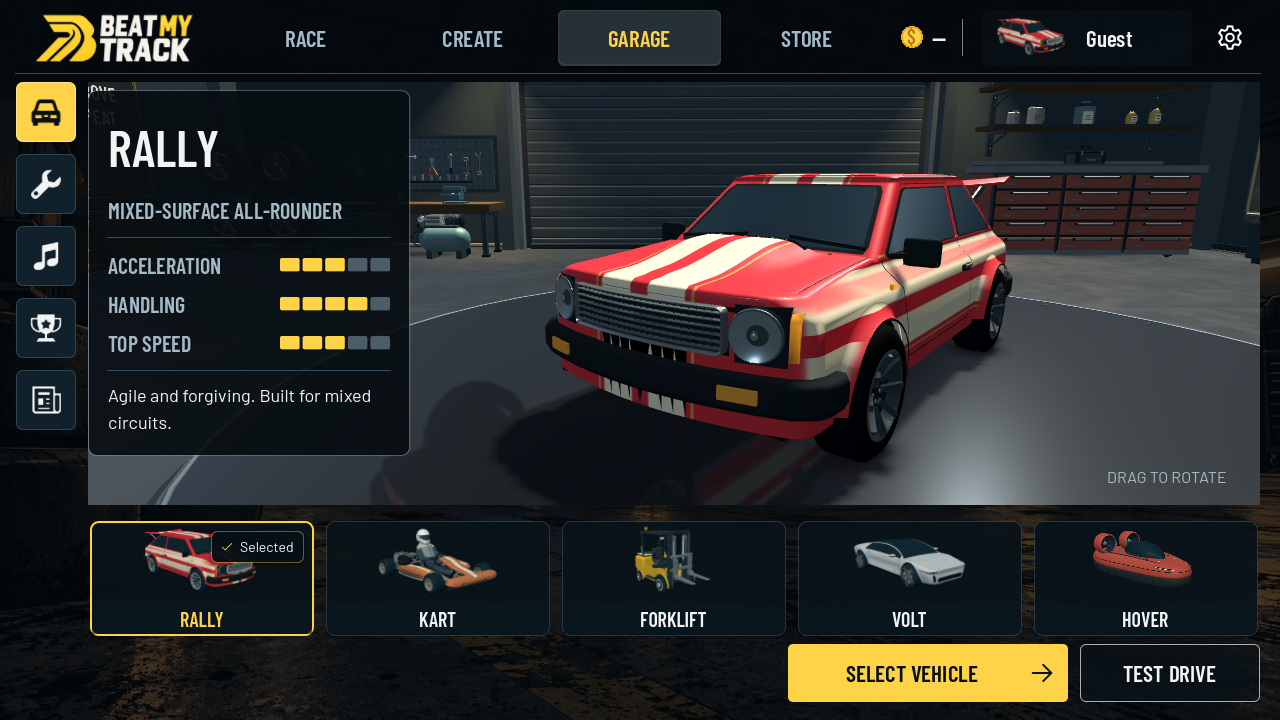 BEAT MY
TRACK
RACE
CREATE
GARAGE
STORE
$ –
Guest
RALLY
MIXED-SURFACE ALL-ROUNDER
ACCELERATION
HANDLING
TOP SPEED
Agile and forgiving. Built for mixed
circuits.
DRAG TO ROTATE
Selected
RALLY
KART
FORKLIFT
VOLT
HOVER
SELECT VEHICLE
TEST DRIVE